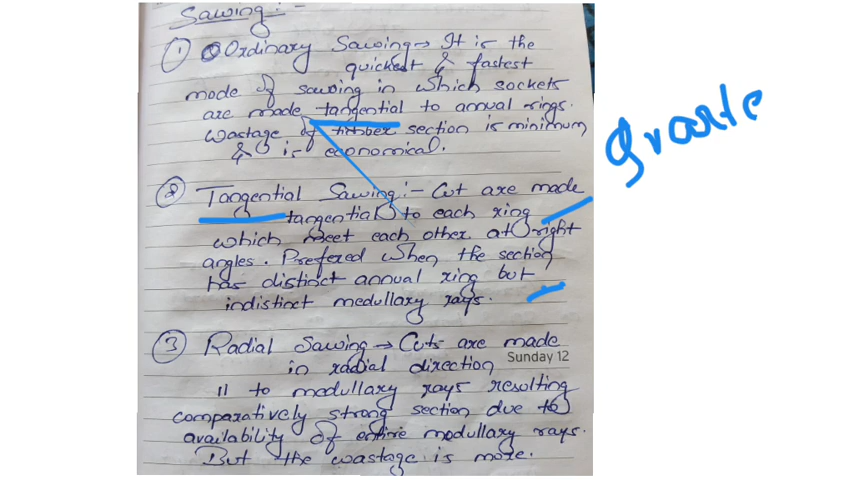 Sawing :-
① Ordinary Sawing → It is the
quickest & fastest
mode of sawing in which sockets
are made tangential to annual rings.
Wastage of timber section is minimum
& is economical.
② Tangential Sawing :- Cut are made
tangential to each ring
which meet each other at right
angles. Prefered when the section
has distinct annual ring but
indistinct medullary rays.
③ Radial Sawing → Cuts are made
in radial direction
Sunday 12
|| to medullary rays resulting
comparatively strong section due to
availability of entire medullary rays.
But the wastage is more.